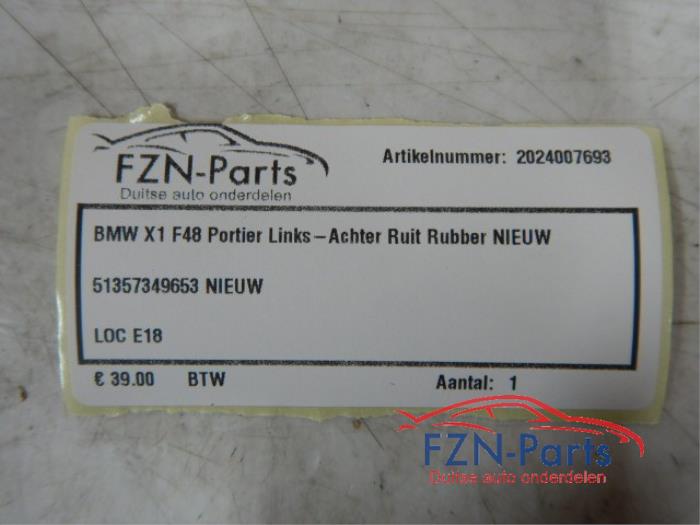 FZN-Parts
Duitse auto onderdelen
Artikelnummer: 2024007693
BMW X1 F48 Portier Links-Achter Ruit Rubber NIEUW
51357349653 NIEUW
LOC E18
€ 39.00 BTW Aantal: 1
FZN-Parts
Duitse auto onderdelen